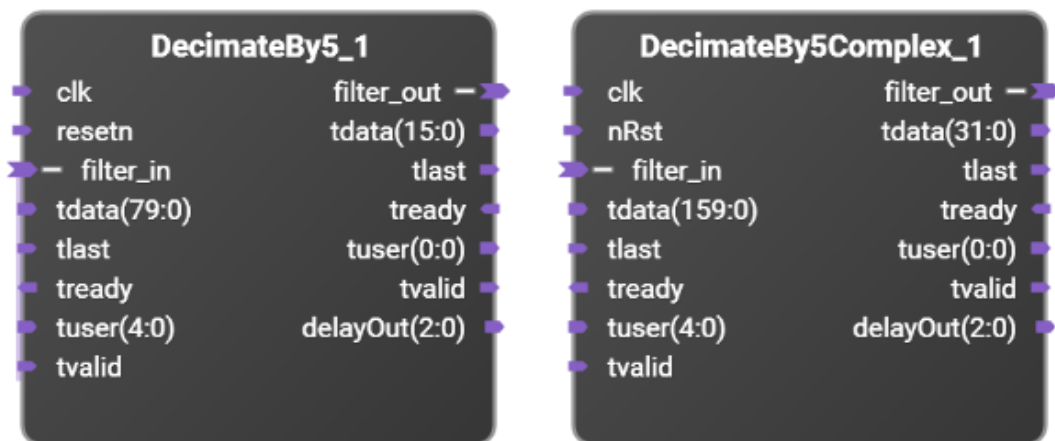 DecimateBy5_1
clk filter_out
resetn tdata(15:0)
filter_in tlast
tdata(79:0) tready
tlast tuser(0:0)
tready tvalid
tuser(4:0) delayOut(2:0)
tvalid
DecimateBy5Complex_1
clk filter_out
nRst tdata(31:0)
filter_in tlast
tdata(159:0) tready
tlast tuser(0:0)
tready tvalid
tuser(4:0) delayOut(2:0)
tvalid